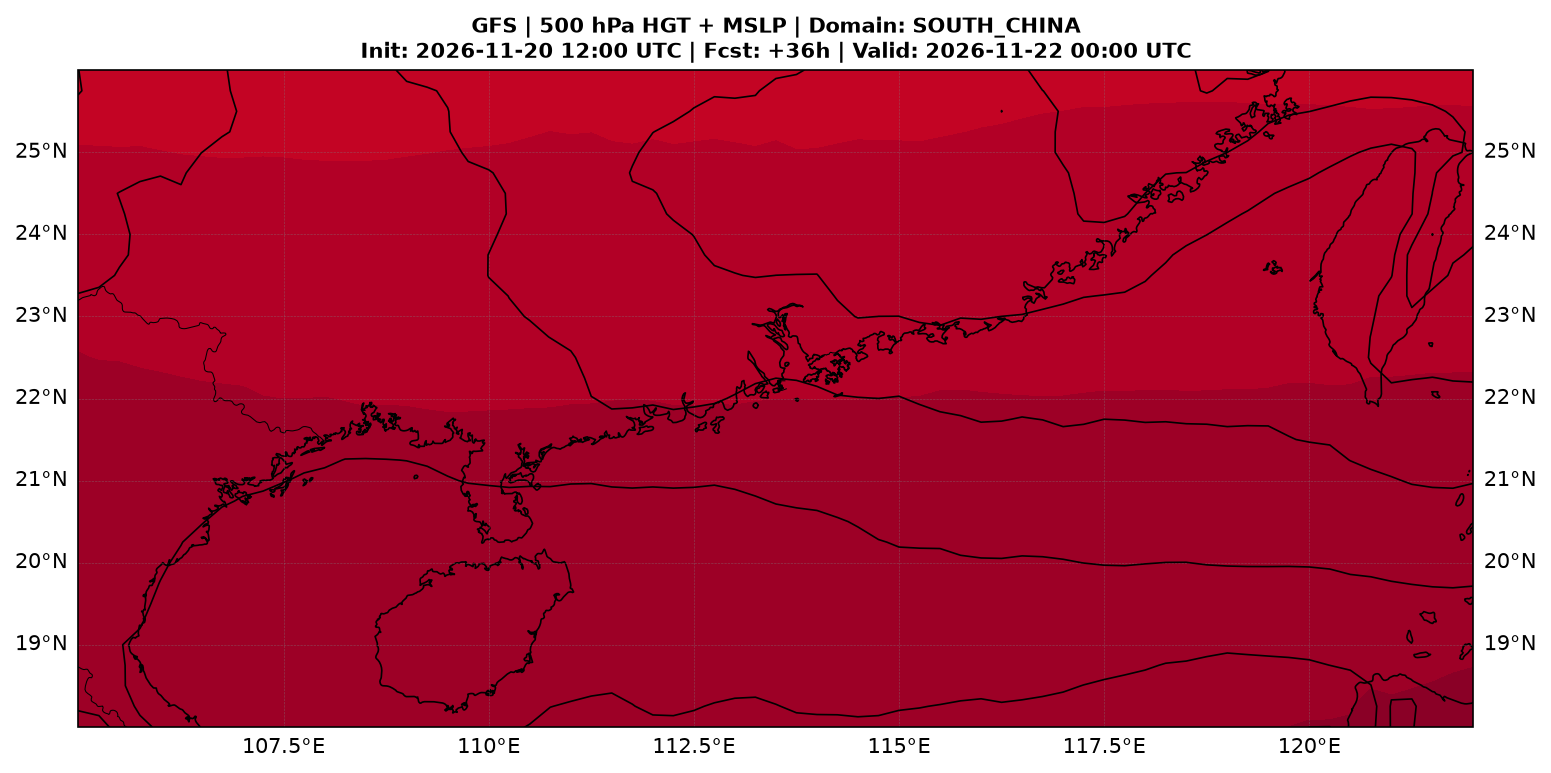 GFS | 500 hPa HGT + MSLP | Domain: SOUTH_CHINA
Init: 2026-11-20 12:00 UTC | Fcst: +36h | Valid: 2026-11-22 00:00 UTC
25°N 25°N
24°N 24°N
23°N 23°N
22°N 22°N
21°N 21°N
20°N 20°N
19°N 19°N
107.5°E 110°E 112.5°E 115°E 117.5°E 120°E